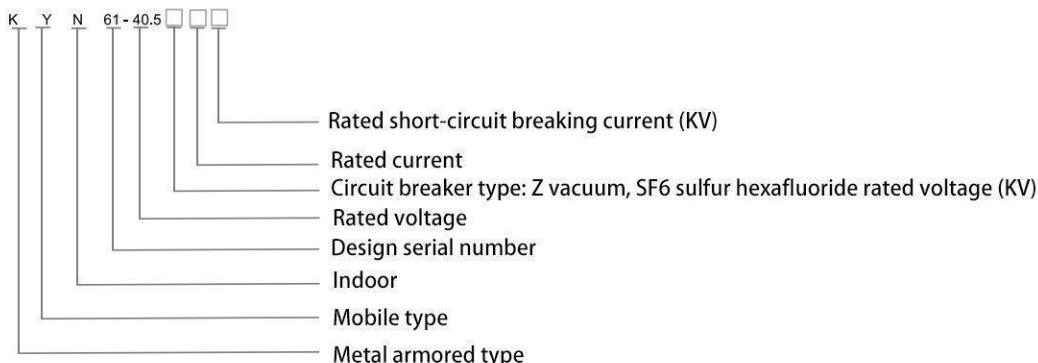 K Y N 61-40.5 □ □ □
Rated short-circuit breaking current (KV)
Rated current
Circuit breaker type: Z vacuum, SF6 sulfur hexafluoride rated voltage (KV)
Rated voltage
Design serial number
Indoor
Mobile type
Metal armored type